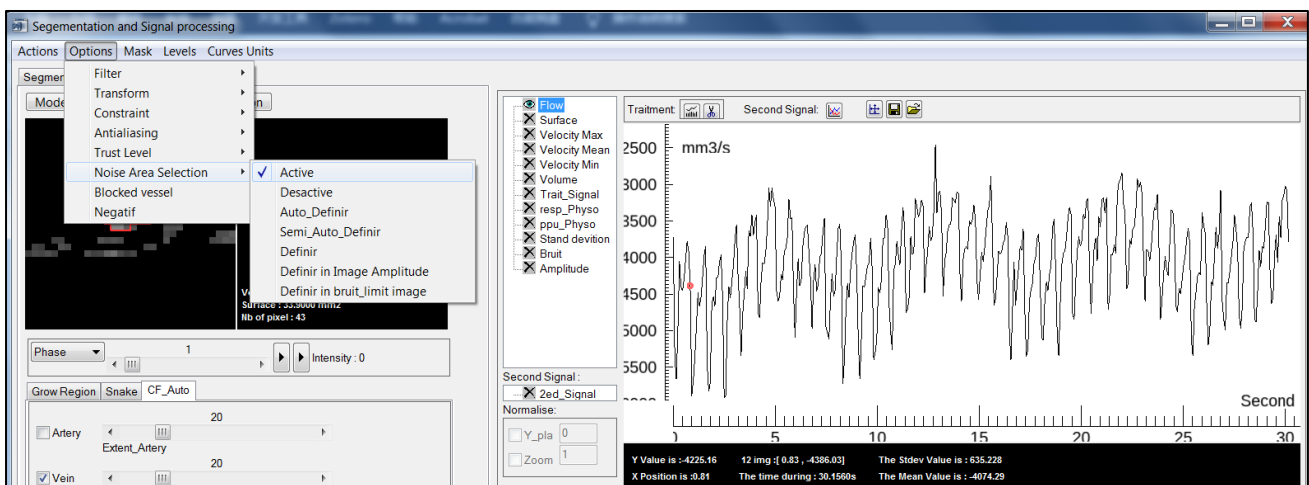 Segementation and Signal processing
Actions Options Mask Levels Curves Units
Filter
Transform
Constraint
Antialiasing
Trust Level
Noise Area Selection
Blocked vessel
Negatif
Active
Desactive
Auto_Definir
Semi_Auto_Definir
Definir
Definir in Image Amplitude
Definir in bruit_limit image
Surface : 33.9000 mm2
Nb of pixel : 43
Phase 1 Intensity : 0
Grow Region Snake CF_Auto
20
Artery
Extent_Artery
20
Vein
Flow
Surface
Velocity Max
Velocity Mean
Velocity Min
Volume
Trait_Signal
resp_Physo
ppu_Physo
Stand devition
Bruit
Amplitude
Second Signal :
2ed_Signal
Normalise:
Y_pla 0
Zoom 1
Traitment: Second Signal:
mm3/s
2500
3000
3500
4000
4500
5000
5500
Second
5 10 15 20 25 30
Y Value is :-4225.16 12 img :[ 0.83 , -4386.03] The Stdev Value is : 635.228
X Position is :0.81 The time during : 30.1560s The Mean Value is : -4074.29